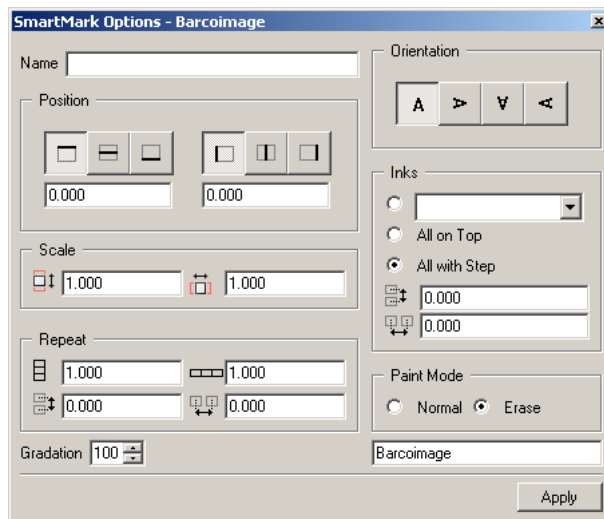 SmartMark Options - Barcoimage
Name
Position
0.000 0.000
Scale
1.000 1.000
Repeat
1.000 1.000
0.000 0.000
Gradation 100
Orientation
A A A A
Inks
All on Top
All with Step
0.000
0.000
Paint Mode
Normal Erase
Barcoimage
Apply